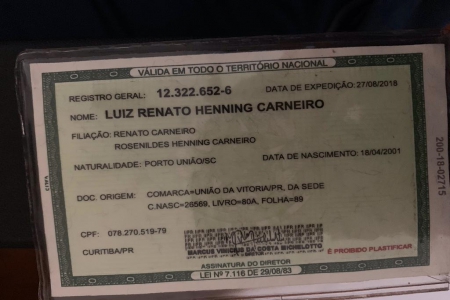 VÁLIDA EM TODO O TERRITÓRIO NACIONAL
REGISTRO GERAL: 12.322.652-6 DATA DE EXPEDIÇÃO: 27/06/2018
NOME: LUIZ RENATO HENNING CARNEIRO
FILIAÇÃO: RENATO CARNEIRO
ROSENILDES HENNING CARNEIRO
NATURALIDADE: PORTO UNIÃO/SC DATA DE NASCIMENTO: 18/04/2001
DOC. ORIGEM: COMARCA=UNIÃO DA VITORIA/PR, DA SEDE
C.NASC=26569, LIVRO=80A, FOLHA=89
CPF: 078.270.519-79
CURITIBA/PR
MARCUS VINICIUS DA COSTA MICHELOTTO
É PROIBIDO PLASTIFICAR
ASSINATURA DO DIRETOR
LEI Nº 7.116 DE 29/08/83
200-18-02715